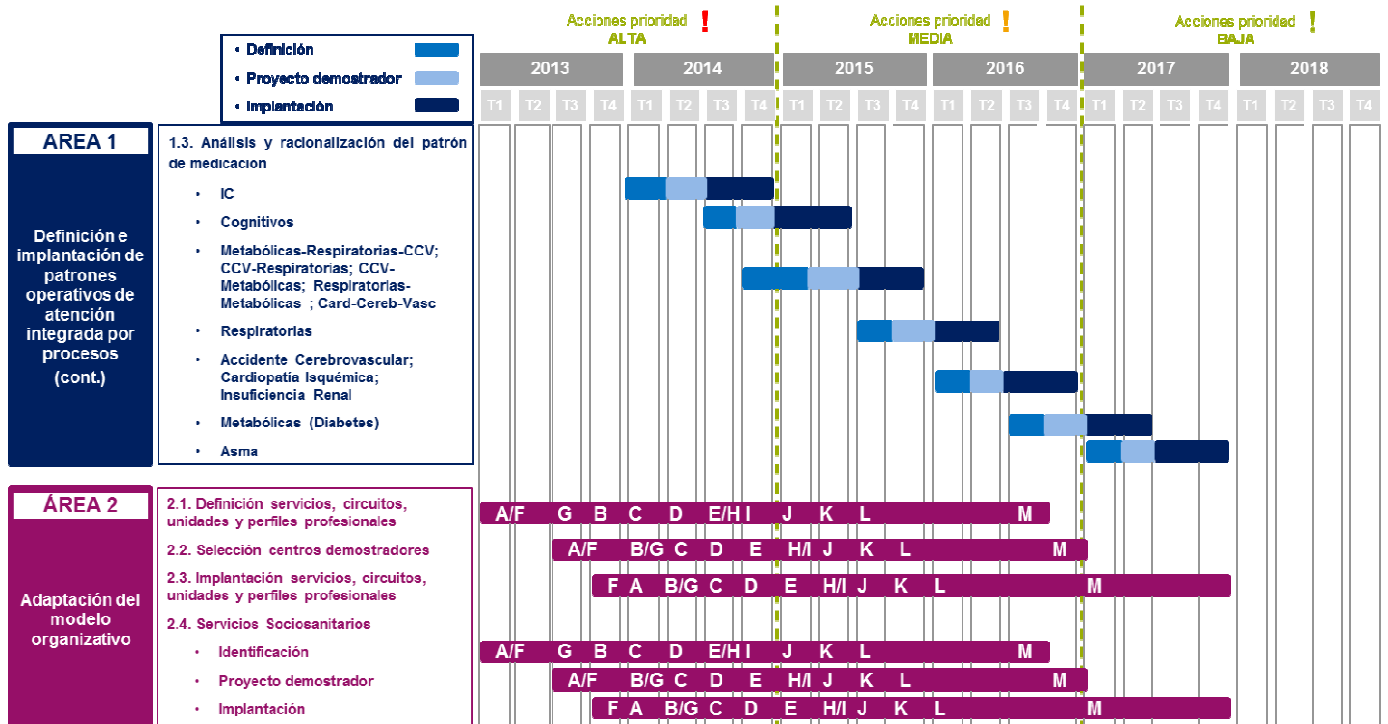 Acciones prioridad !
ALTA
Acciones prioridad !
MEDIA
Acciones prioridad !
BAJA
• Definición
• Proyecto demostrador
• Implantación
2013 2014 2015 2016 2017 2018
T1 T2 T3 T4 T1 T2 T3 T4 T1 T2 T3 T4 T1 T2 T3 T4 T1 T2 T3 T4 T1 T2 T3 T4
AREA 1
Definición e
implantación de
patrones
operativos de
atención
integrada por
procesos
(cont.)
1.3. Análisis y racionalización del patrón
de medicación
• IC
• Cognitivos
• Metabólicas-Respiratorias-CCV;
CCV-Respiratorias; CCV-
Metabólicas; Respiratorias-
Metabólicas ; Card-Cereb-Vasc
• Respiratorias
• Accidente Cerebrovascular;
Cardiopatía Isquémica;
Insuficiencia Renal
• Metabólicas (Diabetes)
• Asma
ÁREA 2
Adaptación del
modelo
organizativo
2.1. Definición servicios, circuitos,
unidades y perfiles profesionales
A/F G B C D E/H I J K L M
2.2. Selección centros demostradores
A/F B/G C D E H/I J K L M
2.3. Implantación servicios, circuitos,
unidades y perfiles profesionales
F A B/G C D E H/I J K L M
2.4. Servicios Sociosanitarios
• Identificación
A/F G B C D E/H I J K L M
• Proyecto demostrador
A/F B/G C D E H/I J K L M
• Implantación
F A B/G C D E H/I J K L M